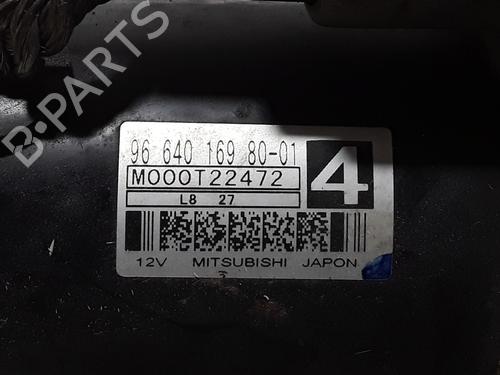 B-PARTS
96 640 169 80-01
M000T22472
4
L8 27
12V MITSUBISHI JAPON